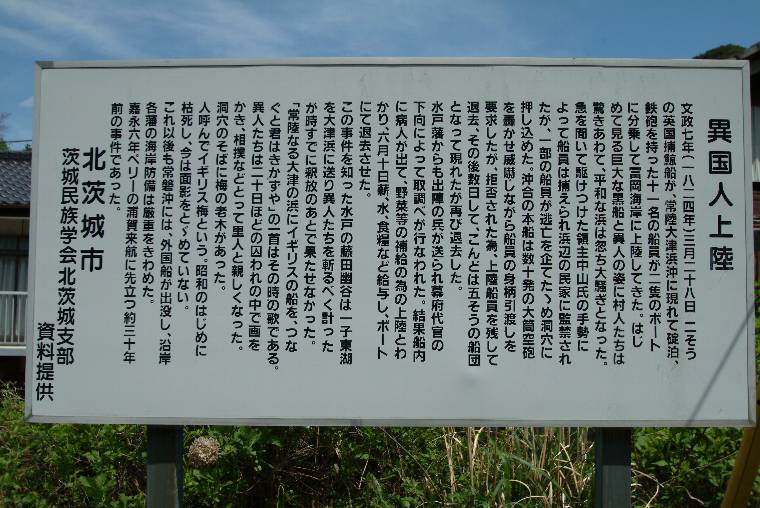 異国人上陸
文政七年(一八二四年)三月二十八日 二そう
の英国捕鯨船が、常陸大津浜沖に現れて碇泊、
鉄砲を持った十一名の船員が二隻のボート
に分乗して冨岡海岸に上陸してきた。はじ
めて見る巨大な黒船と異人の姿に村人たちは
驚きあわて、平和な浜は忽ち大騒ぎとなった。
急を聞いて駆けつけた領主中山氏の手勢に
よって船員は捕えられ浜辺の民家に監禁され
たが、一部の船員が逃亡を企てたゝめ洞穴に
押し込めた。沖合の本船は数十発の大筒空砲
を轟かせ威嚇しながら船員の身柄引渡しを
要求したが、拒否された為、上陸船員を残して
退去、その後数日して、こんどは五そうの船団
となって現れたが再び退去した。
水戸藩からも出陣の兵が送られ幕府代官の
下向によって取調べが行なわれた。結果船内
に病人が出て、野菜等の補給の為の上陸とわ
かり、六月十日薪、水、食糧など給与し、ボート
にて退去させた。
この事件を知った水戸の藤田幽谷は一子東湖
を大津浜に送り異人たちを斬るべく計った
が時すでに釈放のあとで果たせなかった。
「常陸なる大津の浜にイギリスの船を、つな
ぐと君はきかずや」の一首はその時の歌である。
異人たちは二十日ほどの囚われの中で画を
かき、相撲などとって里人と親しくなった。
洞穴のそばに梅の老木があった。
人呼んでイギリス梅という。昭和のはじめに
枯死し、今は面影をとゞめていない。
これ以後も常磐沖には、外国船が出没し、沿岸
各藩の海岸防備は厳重をきわめた。
嘉永六年ペリーの浦賀来航に先立つ約三十年
前の事件であった。
北茨城市
茨城民族学会北茨城支部
資料提供